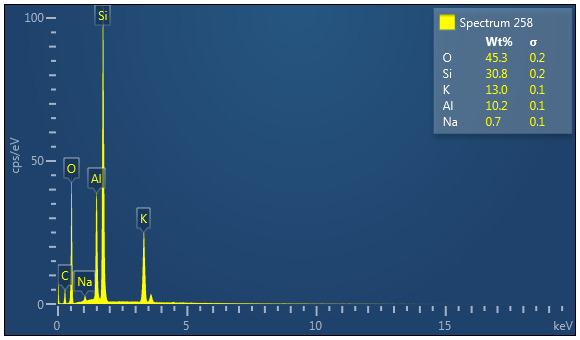 Spectrum 258
Wt% σ
O 45.3 0.2
Si 30.8 0.2
K 13.0 0.1
Al 10.2 0.1
Na 0.7 0.1
cps/eV
100
50
0
Si
O
Al
K
C
Na
0 5 10 15 keV